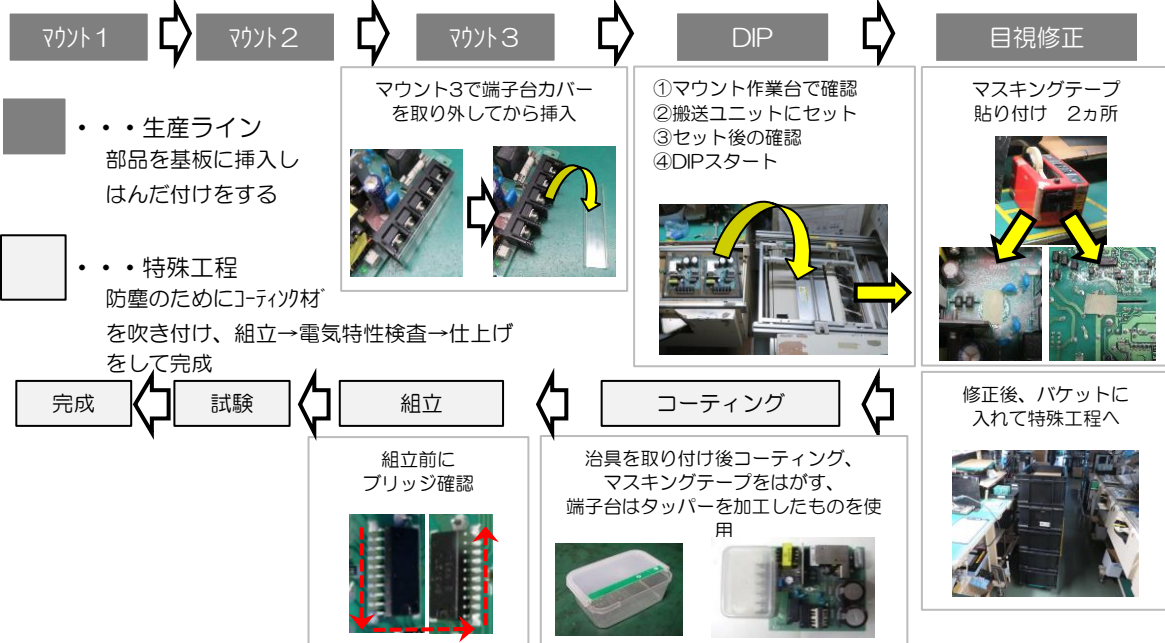 ﾏｳﾝﾄ１
ﾏｳﾝﾄ２
ﾏｳﾝﾄ３
DIP
目視修正
・・・生産ライン
部品を基板に挿入し
はんだ付けをする
・・・特殊工程
防塵のためにｺｰﾃｨﾝｸﾞ材
を吹き付け、組立→電気特性検査→仕上げ
をして完成
マウント3で端子台カバー
を取り外してから挿入
①マウント作業台で確認
②搬送ユニットにセット
③セット後の確認
④DIPスタート
マスキングテープ
貼り付け　2ヵ所
修正後、バケットに
入れて特殊工程へ
コーティング
治具を取り付け後コーティング、
マスキングテープをはがす、
端子台はタッパーを加工したものを使
用
組立
組立前に
ブリッジ確認
試験
完成